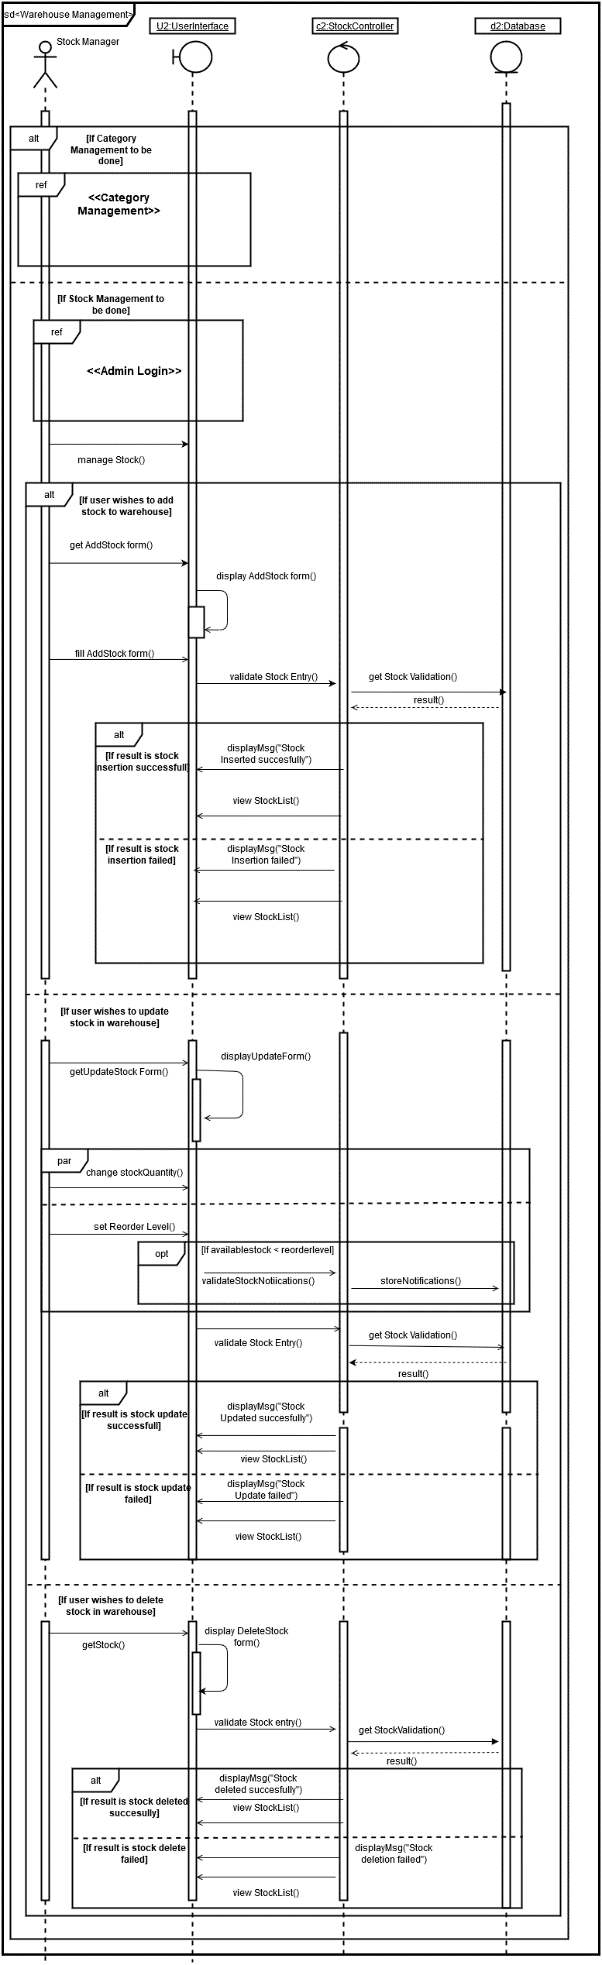 sd<Warehouse Management>
U2:UserInterface
c2:StockController
d2:Database
Stock Manager
alt
[If Category
Management to be
done]
ref
<<Category
Management>>
[If Stock Management to
be done]
ref
<<Admin Login>>
manage Stock()
alt
[If user wishes to add
stock to warehouse]
get AddStock form()
display AddStock form()
fill AddStock form()
validate Stock Entry()
get Stock Validation()
result()
alt
[If result is stock
insertion successfull]
displayMsg("Stock
Inserted succesfully")
view StockList()
[If result is stock
insertion failed]
displayMsg("Stock
Insertion failed")
view StockList()
[If user wishes to update
stock in warehouse]
displayUpdateForm()
getUpdateStock Form()
par
change stockQuantity()
set Reorder Level()
opt
[If availablestock < reorderlevel]
validateStockNotiications()
storeNotifications()
validate Stock Entry()
get Stock Validation()
result()
alt
[If result is stock update
successfull]
displayMsg("Stock
Updated succesfully")
view StockList()
[If result is stock update
failed]
displayMsg("Stock
Update failed")
view StockList()
[If user wishes to delete
stock in warehouse]
getStock()
display DeleteStock
form()
validate Stock entry()
get StockValidation()
result()
alt
[If result is stock deleted
succesully]
displayMsg("Stock
deleted succesfully")
view StockList()
[If result is stock delete
failed]
displayMsg("Stock
deletion failed")
view StockList()